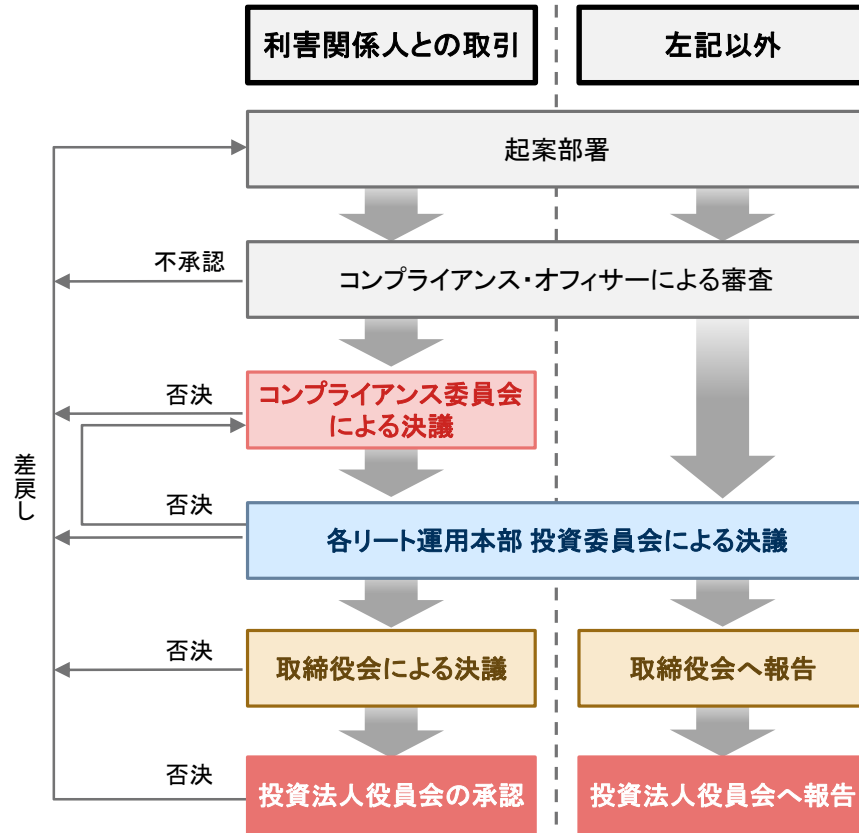 利害関係人との取引
左記以外
起案部署
不承認
コンプライアンス・オフィサーによる審査
否決
コンプライアンス委員会
による決議
差戻し
否決
各リート運用本部 投資委員会による決議
否決
取締役会による決議
取締役会へ報告
否決
投資法人役員会の承認
投資法人役員会へ報告